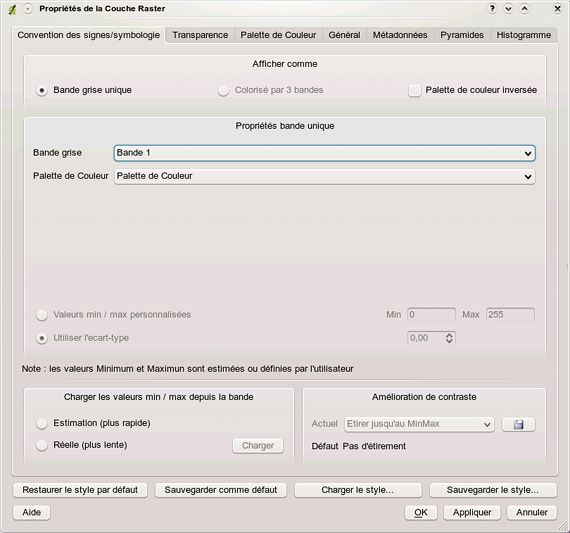 Propriétés de la Couche Raster
?
Convention des signes/symbologie Transparence Palette de Couleur Général Métadonnées Pyramides Histogramme
Afficher comme
Bande grise unique Colorisé par 3 bandes Palette de couleur inversée
Propriétés bande unique
Bande grise Bande 1
Palette de Couleur Palette de Couleur
Valeurs min / max personnalisées Min 0 Max 255
Utiliser l'ecart-type 0,00
Note : les valeurs Minimum et Maximun sont estimées ou définies par l'utilisateur
Charger les valeurs min / max depuis la bande
Estimation (plus rapide)
Réelle (plus lente) Charger
Amélioration de contraste
Actuel Etirer jusqu'au MinMax
Défaut Pas d'étirement
Restaurer le style par défaut Sauvegarder comme défaut Charger le style... Sauvegarder le style...
Aide OK Appliquer Annuler